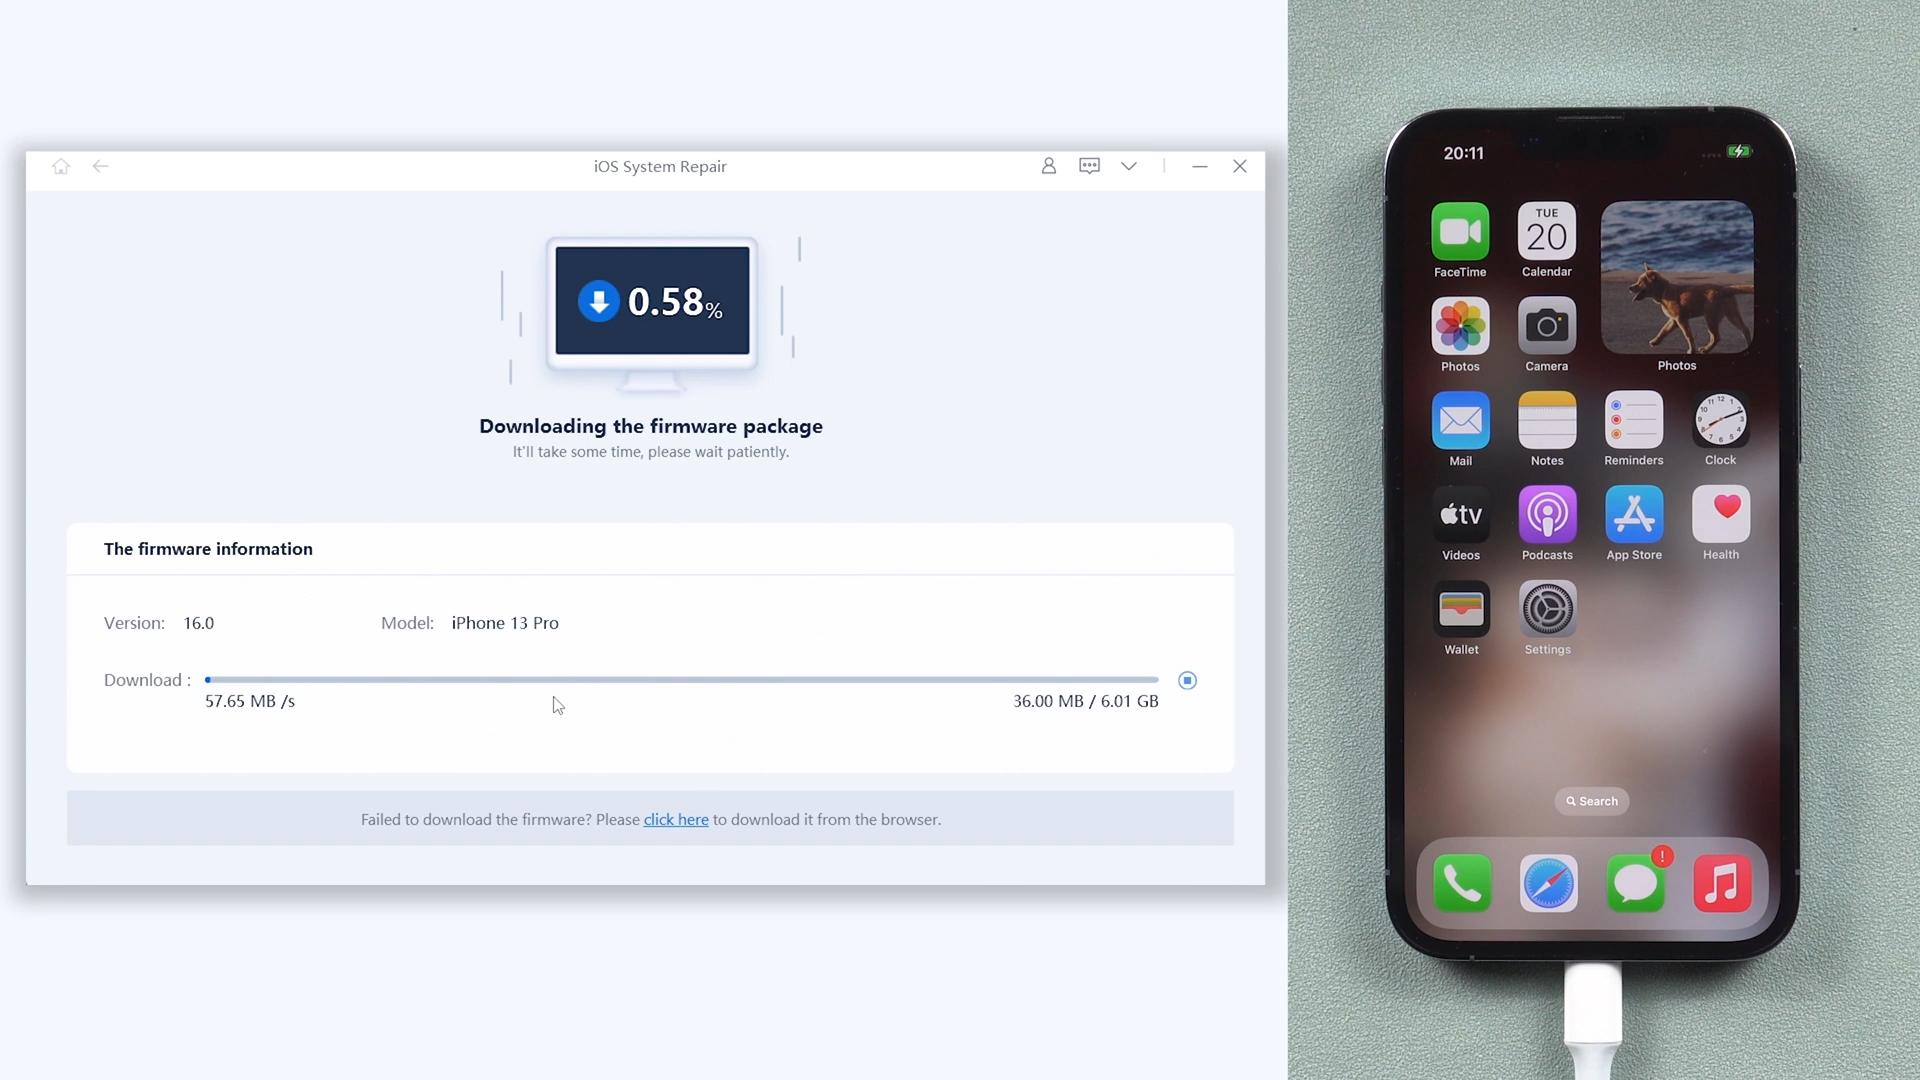 iOS System Repair
0.58%
Downloading the firmware package
It'll take some time, please wait patiently.
The firmware information
Version: 16.0
Model: iPhone 13 Pro
Download :
57.65 MB /s
36.00 MB / 6.01 GB
Failed to download the firmware? Please click here to download it from the browser.
20:11
TUE
20
FaceTime
Calendar
Photos
Camera
Photos
Mail
Notes
Reminders
Clock
tv
Videos
Podcasts
App Store
Health
Wallet
Settings
Search
!